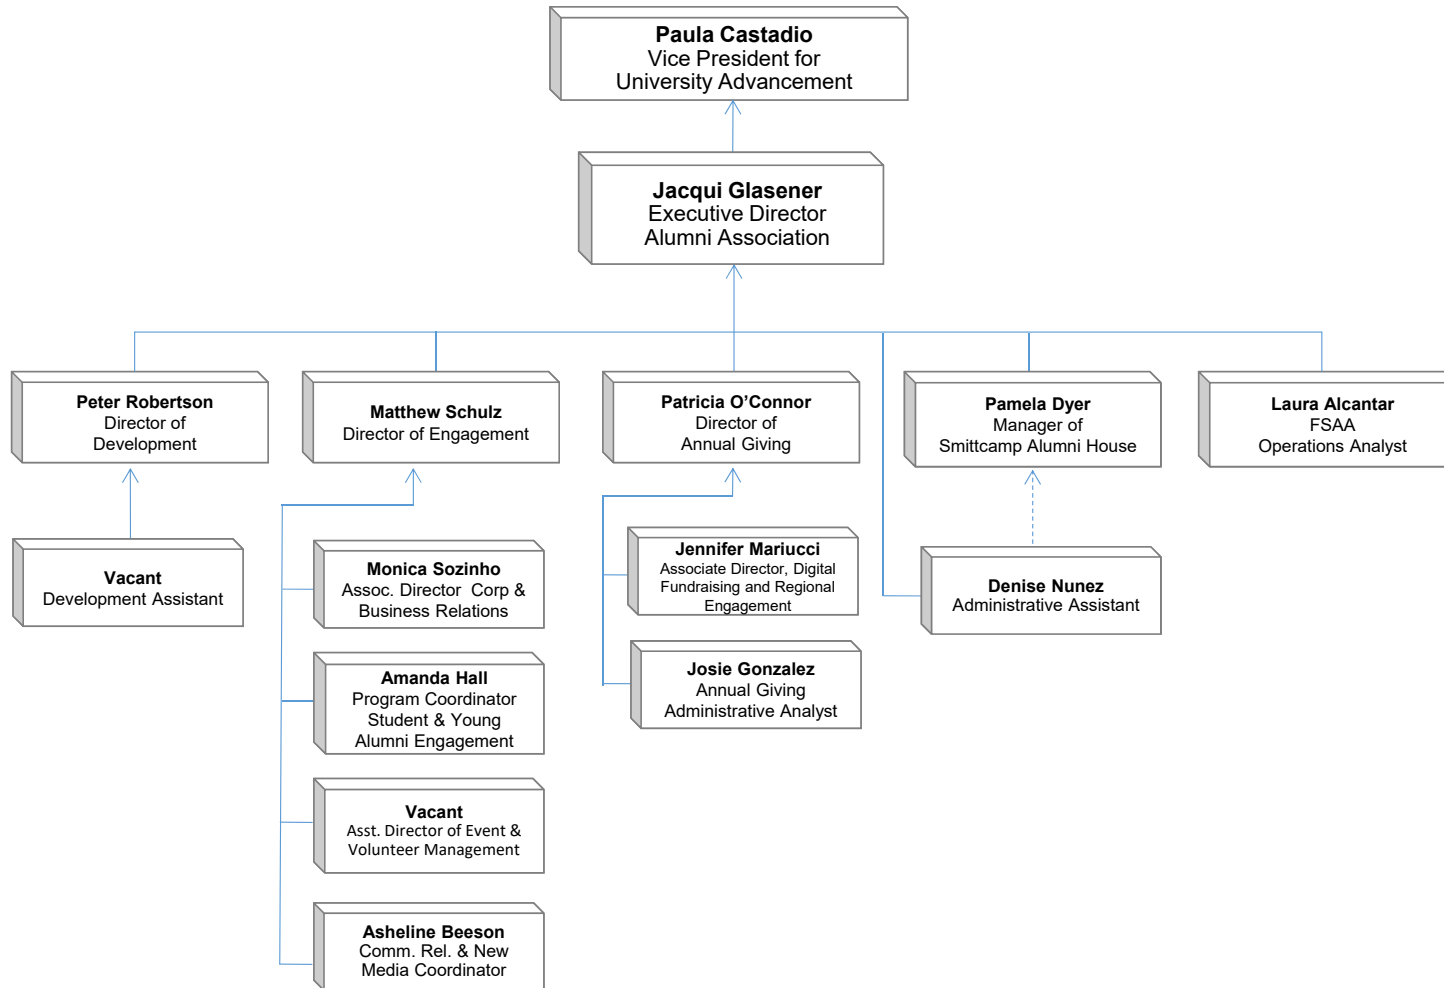 Paula Castadio
Vice President for
University Advancement
Jacqui Glasener
Executive Director
Alumni Association
Peter Robertson
Director of
Development
Matthew Schulz
Director of Engagement
Patricia O’Connor
Director of
Annual Giving
Pamela Dyer
Manager of
Smittcamp Alumni House
Laura Alcantar
FSAA
Operations Analyst
Vacant
Development Assistant
Monica Sozinho
Assoc. Director Corp &
Business Relations
Amanda Hall
Program Coordinator
Student & Young
Alumni Engagement
Vacant
Asst. Director of Event &
Volunteer Management
Asheline Beeson
Comm. Rel. & New
Media Coordinator
Jennifer Mariucci
Associate Director, Digital
Fundraising and Regional
Engagement
Josie Gonzalez
Annual Giving
Administrative Analyst
Denise Nunez
Administrative Assistant